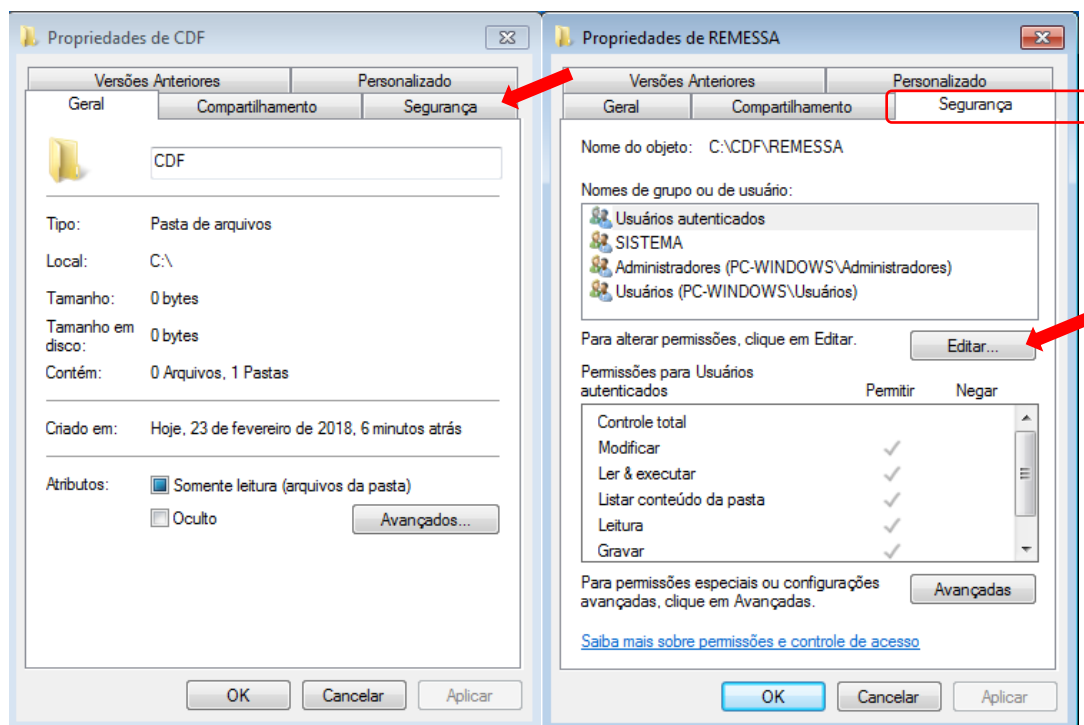 Propriedades de CDF
Versões Anteriores
Personalizado
Geral
Compartilhamento
Segurança
CDF
Tipo: Pasta de arquivos
Local: C:\
Tamanho: 0 bytes
Tamanho em
disco: 0 bytes
Contém: 0 Arquivos, 1 Pastas
Criado em: Hoje, 23 de fevereiro de 2018, 6 minutos atrás
Atributos: Somente leitura (arquivos da pasta)
Oculto
Avançados...
OK
Cancelar
Aplicar
Propriedades de REMESSA
Versões Anteriores
Personalizado
Geral
Compartilhamento
Segurança
Nome do objeto: C:\CDF\REMESSA
Nomes de grupo ou de usuário:
Usuários autenticados
SISTEMA
Administradores (PC-WINDOWS\Administradores)
Usuários (PC-WINDOWS\Usuários)
Para alterar permissões, clique em Editar.
Editar...
Permissões para Usuários
autenticados Permitir Negar
Controle total
Modificar
Ler & executar
Listar conteúdo da pasta
Leitura
Gravar
Para permissões especiais ou configurações
avançadas, clique em Avançadas.
Avançadas
Saiba mais sobre permissões e controle de acesso
OK
Cancelar
Aplicar